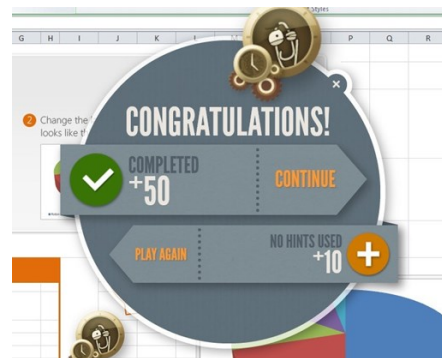 Styles
G H I J K P Q R
2 Change the
looks like th
CONGRATULATIONS!
COMPLETED
+50
CONTINUE
PLAY AGAIN
NO HINTS USED
+10